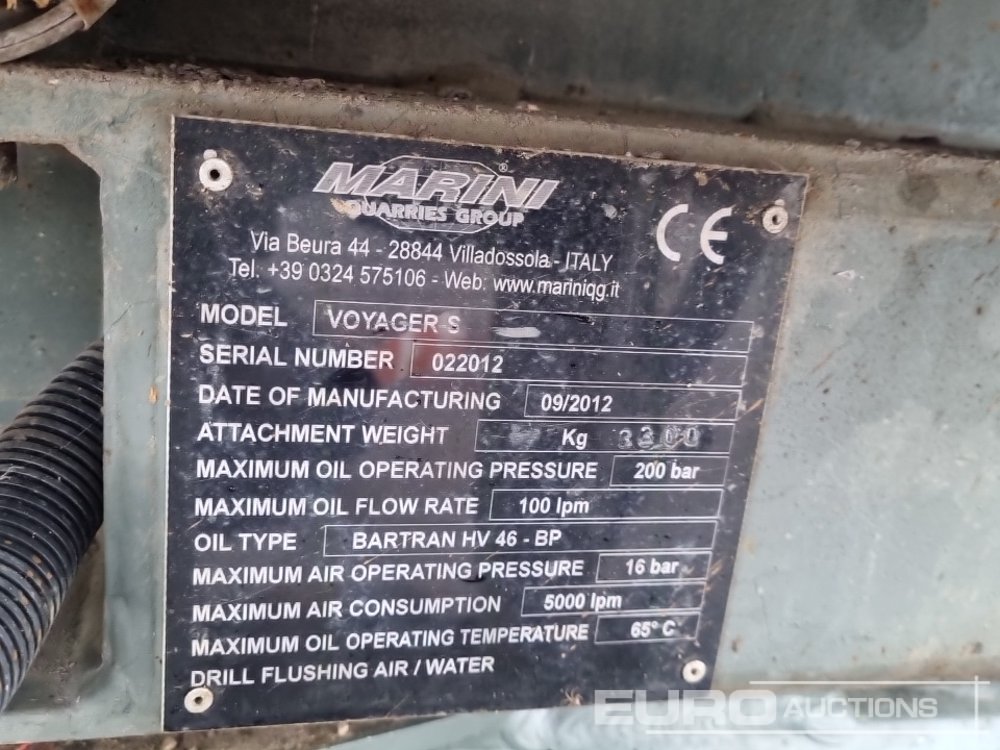 MARINI®
QUARRIES GROUP
CE
Via Beura 44 - 28844 Villadossola - ITALY
Tel. +39 0324 575106 - Web: www.mariniqg.it
MODEL VOYAGER S
SERIAL NUMBER 022012
DATE OF MANUFACTURING 09/2012
ATTACHMENT WEIGHT Kg 3300
MAXIMUM OIL OPERATING PRESSURE 200 bar
MAXIMUM OIL FLOW RATE 100 lpm
OIL TYPE BARTRAN HV 46 - BP
MAXIMUM AIR OPERATING PRESSURE 16 bar
MAXIMUM AIR CONSUMPTION 5000 lpm
MAXIMUM OIL OPERATING TEMPERATURE 65° C
DRILL FLUSHING AIR / WATER
EURO AUCTIONS